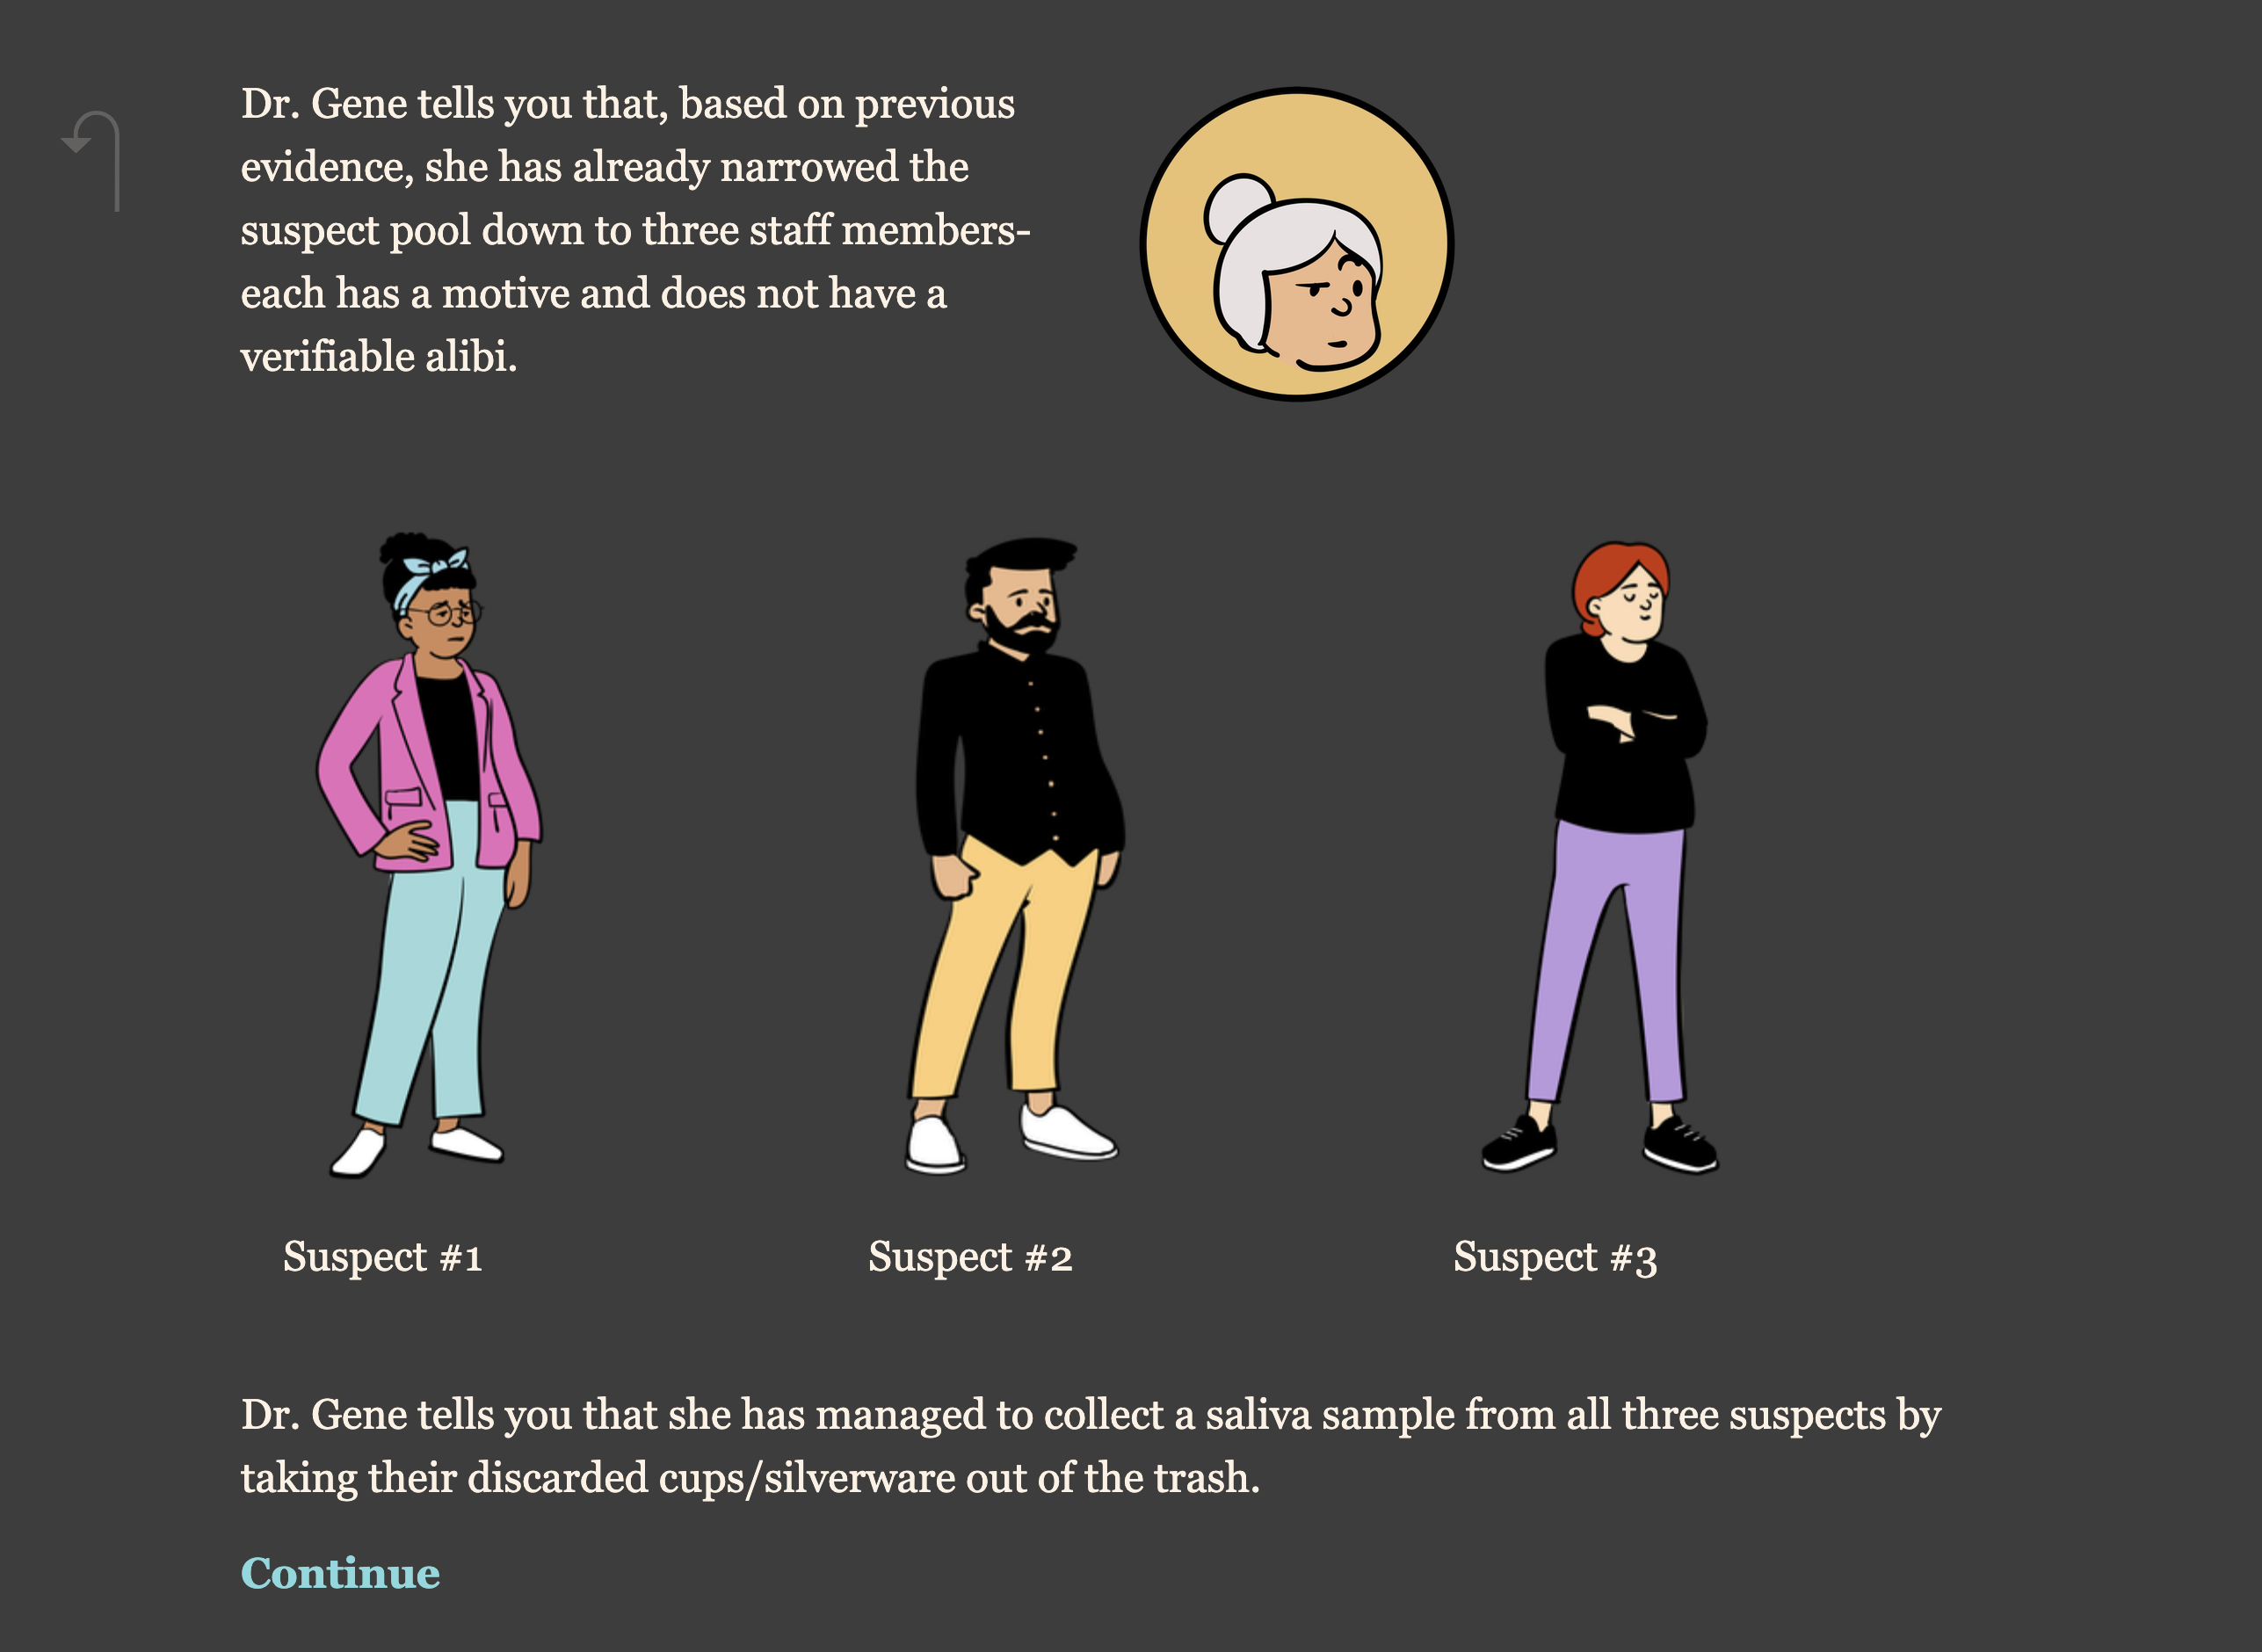 Dr. Gene tells you that, based on previous
evidence, she has already narrowed the
suspect pool down to three staff members-
each has a motive and does not have a
verifiable alibi.
Suspect #1
Suspect #2
Suspect #3
Dr. Gene tells you that she has managed to collect a saliva sample from all three suspects by
taking their discarded cups/silverware out of the trash.
Continue